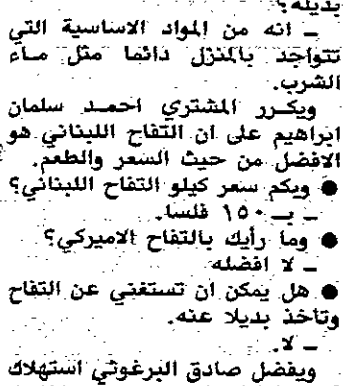 بديله؟
ـ انه من المواد الاساسية التي
تتواجد بالمنزل دائما مثل ماء
الشرب.
ويكرر المشتري احمد سلمان
ابراهيم على ان التفاح اللبناني هو
الافضل من حيث السعر والطعم.
● وبكم سعر كيلو التفاح اللبناني؟
ـ بـ ١٥٠ فلسا.
● وما رأيك بالتفاح الاميركي؟
ـ لا افضله
● هل يمكن ان تستغني عن التفاح
وتأخذ بديلا عنه.
ـ لا.
ويفضل صادق البرغوثي استهلاك